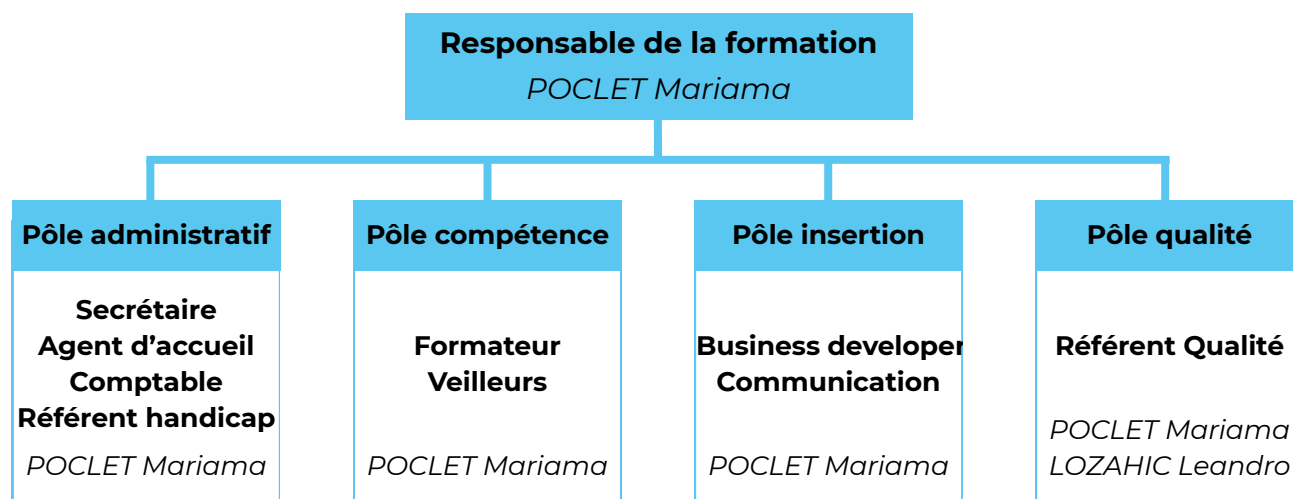 Responsable de la formation
POCLET Mariama
Pôle administratif
Secrétaire
Agent d’accueil
Comptable
Référent handicap
POCLET Mariama
Pôle compétence
Formateur
Veilleurs
POCLET Mariama
Pôle insertion
Business developer
Communication
POCLET Mariama
Pôle qualité
Référent Qualité
POCLET Mariama
LOZAHIC Leandro